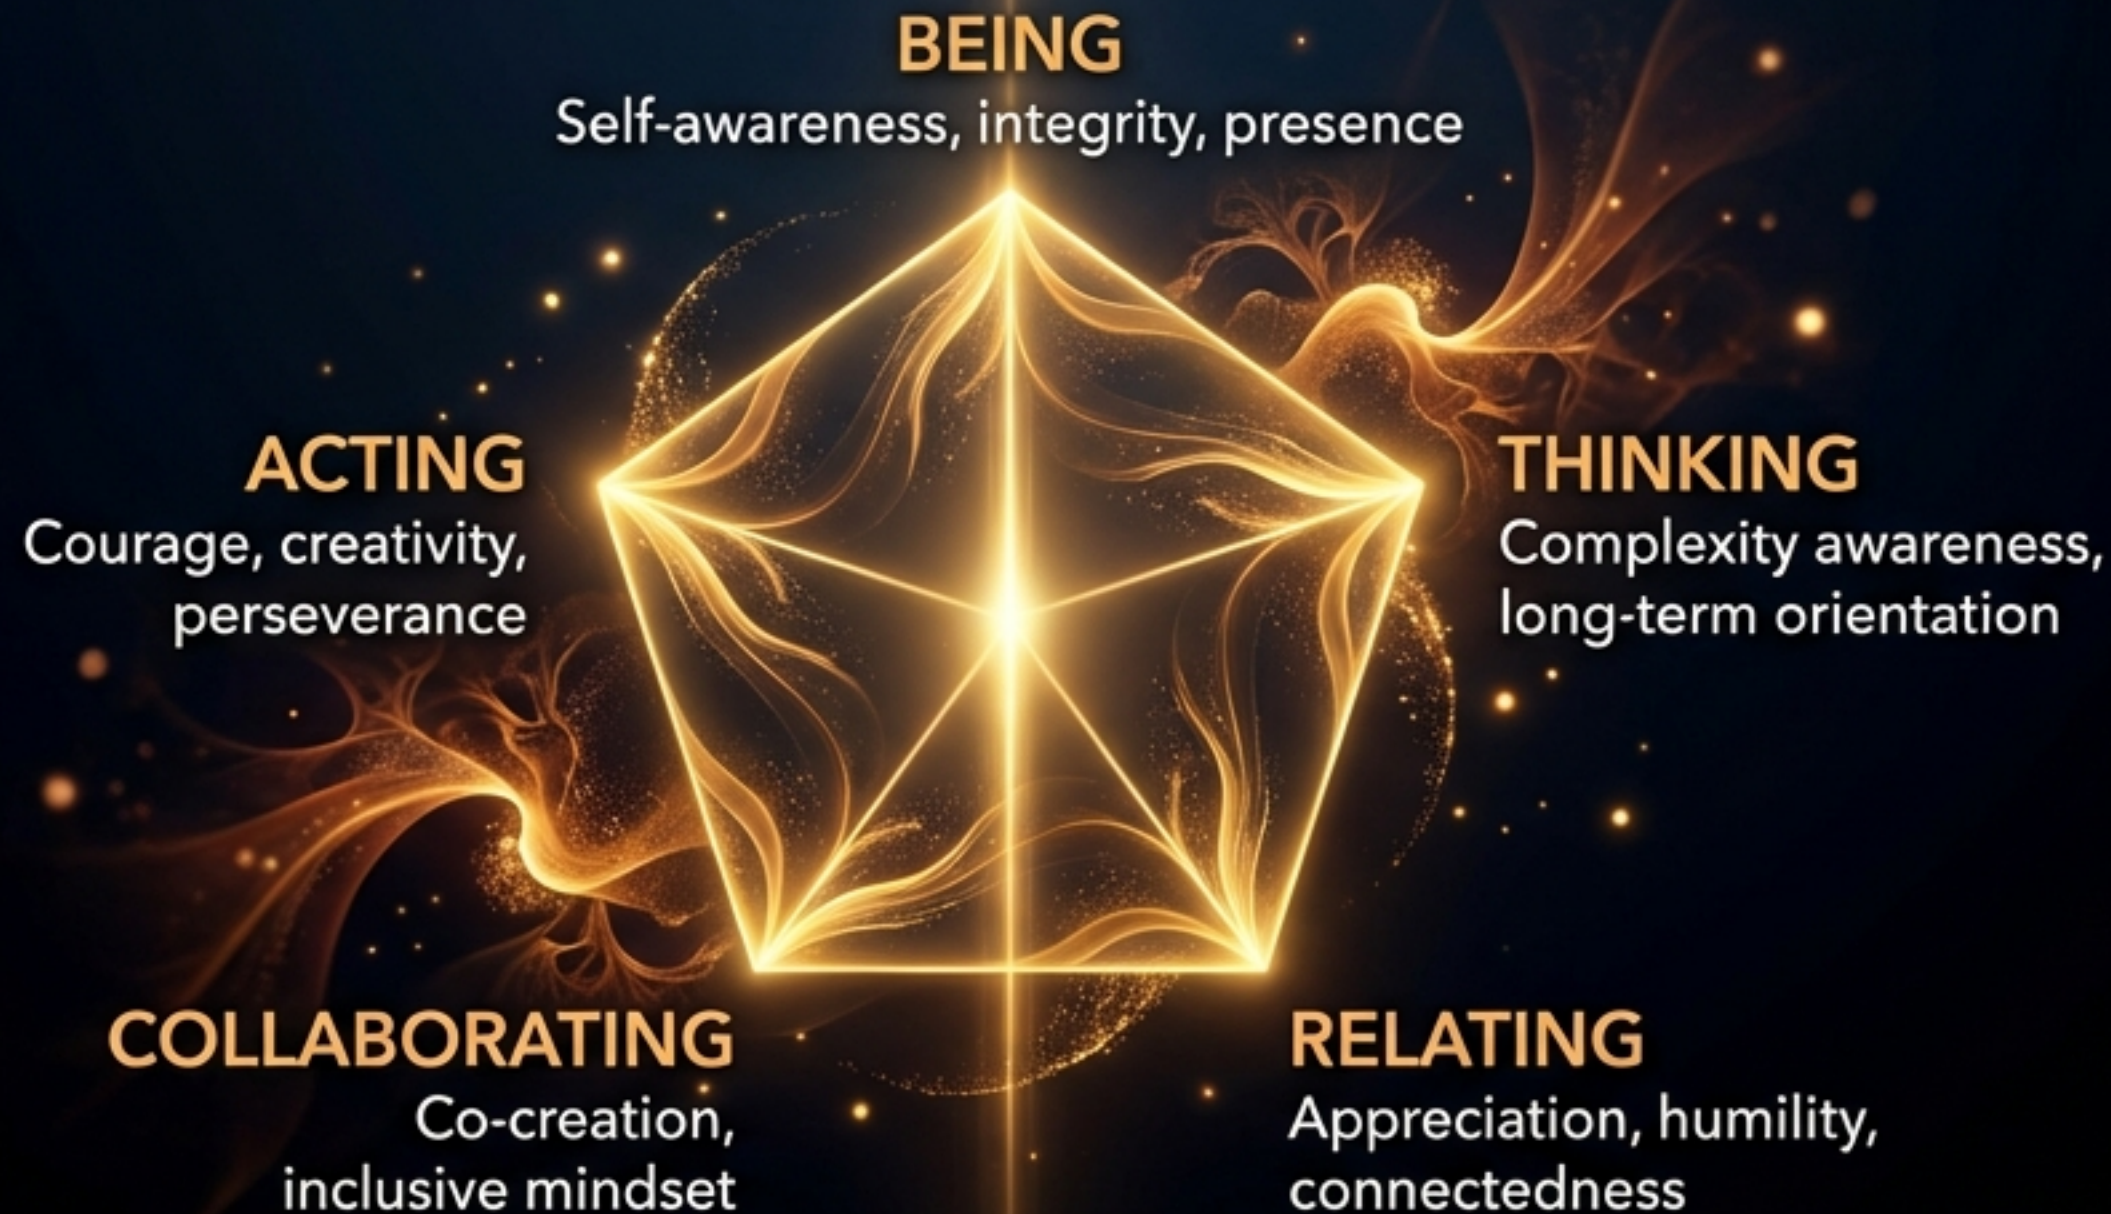 BEING
Self-awareness, integrity, presence
ACTING
Courage, creativity,
perseverance
THINKING
Complexity awareness,
long-term orientation
COLLABORATING
Co-creation,
inclusive mindset
RELATING
Appreciation, humility,
connectedness